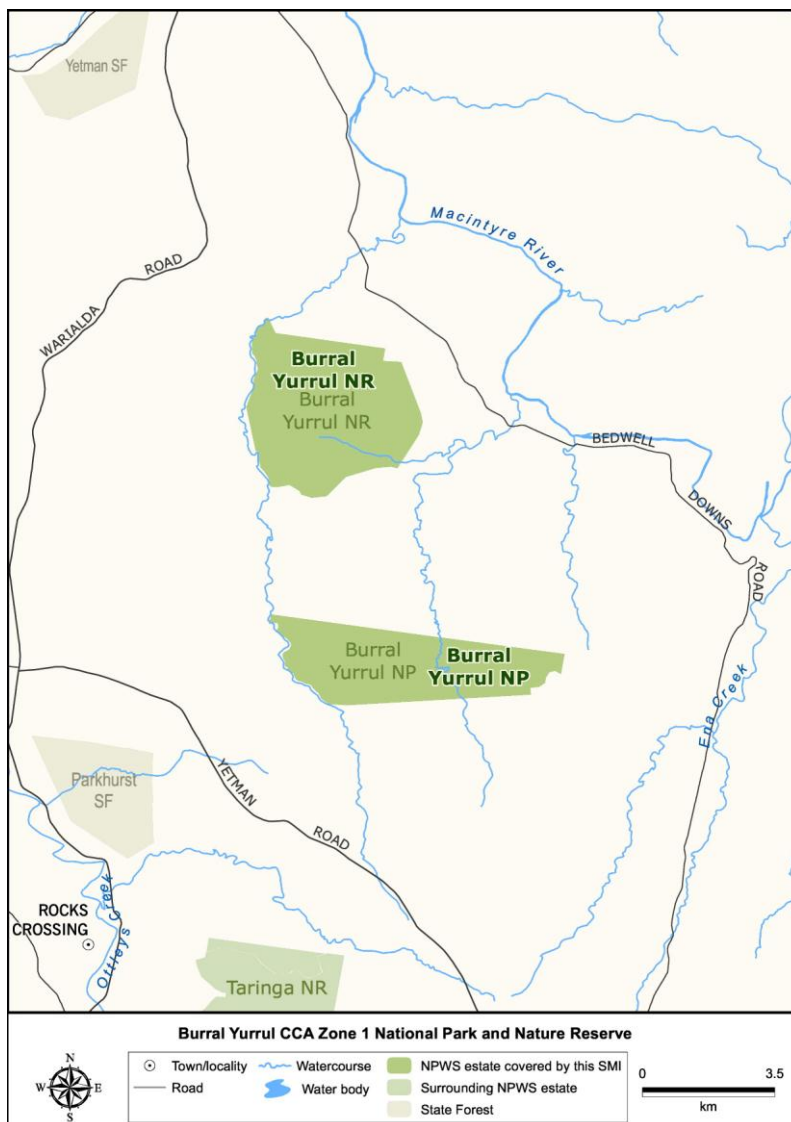 Yetman SF
Macintyre River
WARIALDA ROAD
Burral
Yurrul NR
Burral
Yurrul NR
BEDWELL DOWNS ROAD
Burral
Yurrul NP
Burral
Yurrul NP
Ena Creek
Parkhurst
SF
YETMAN ROAD
ROCKS
CROSSING
Ottleys Creek
Taringa NR
Burral Yurrul CCA Zone 1 National Park and Nature Reserve
N
W E
S
Town/locality
Road
Watercourse
Water body
NPWS estate covered by this SMI
Surrounding NPWS estate
State Forest
0 3.5
km